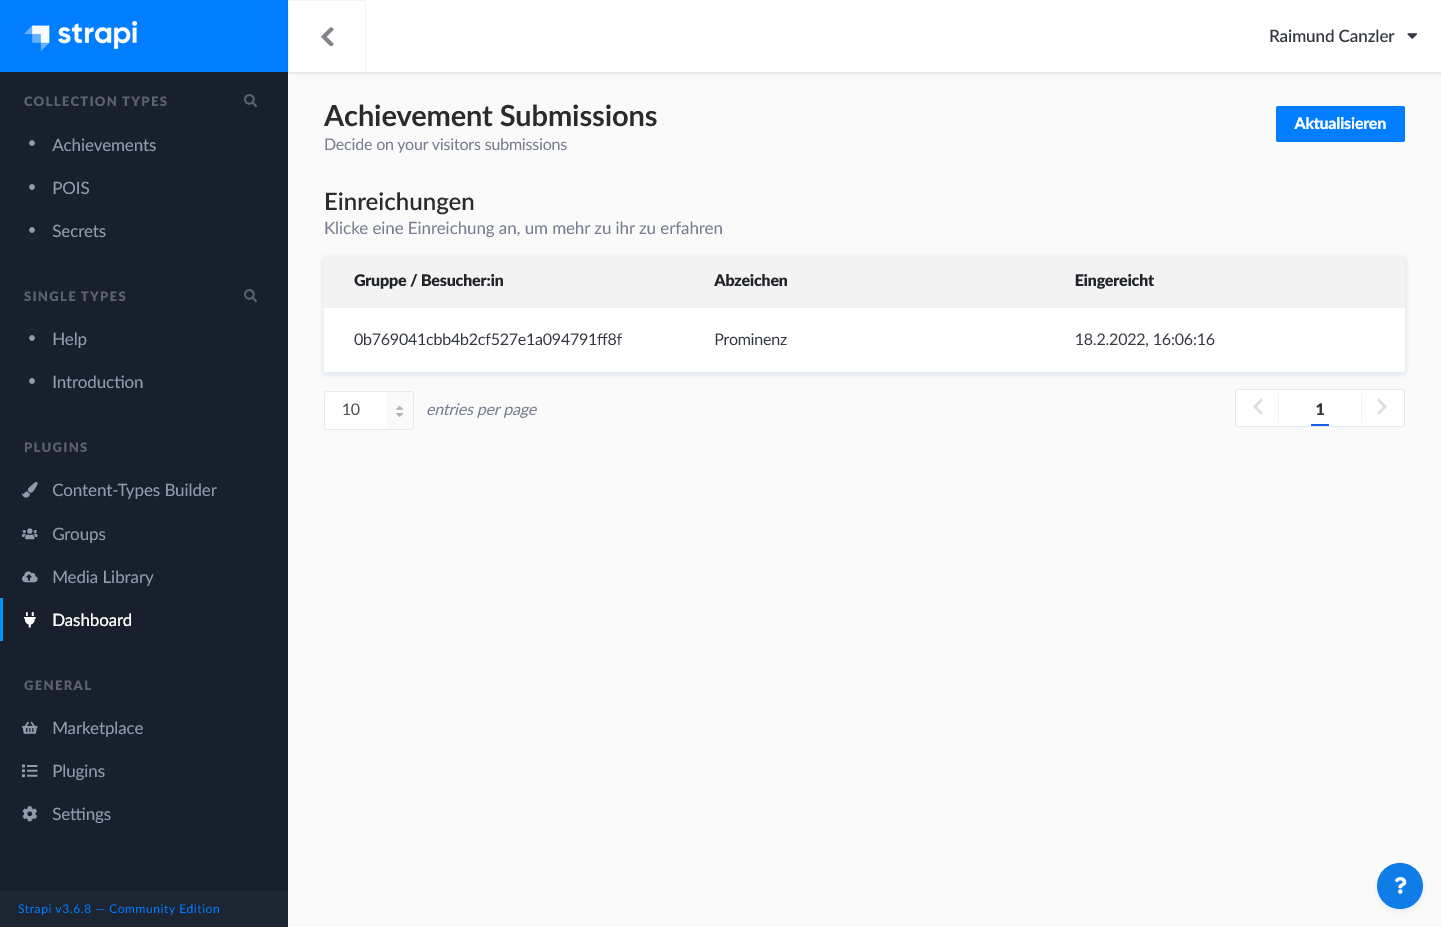 strapi
COLLECTION TYPES
Achievements
POIS
Secrets
SINGLE TYPES
Help
Introduction
PLUGINS
Content-Types Builder
Groups
Media Library
Dashboard
GENERAL
Marketplace
Plugins
Settings
Strapi v3.6.8 — Community Edition
Raimund Canzler
Achievement Submissions
Decide on your visitors submissions
Aktualisieren
Einreichungen
Klicke eine Einreichung an, um mehr zu ihr zu erfahren
Gruppe / Besucher:in Abzeichen Eingereicht
0b769041cbb4b2cf527e1a094791ff8f Prominenz 18.2.2022, 16:06:16
10 entries per page 1
?